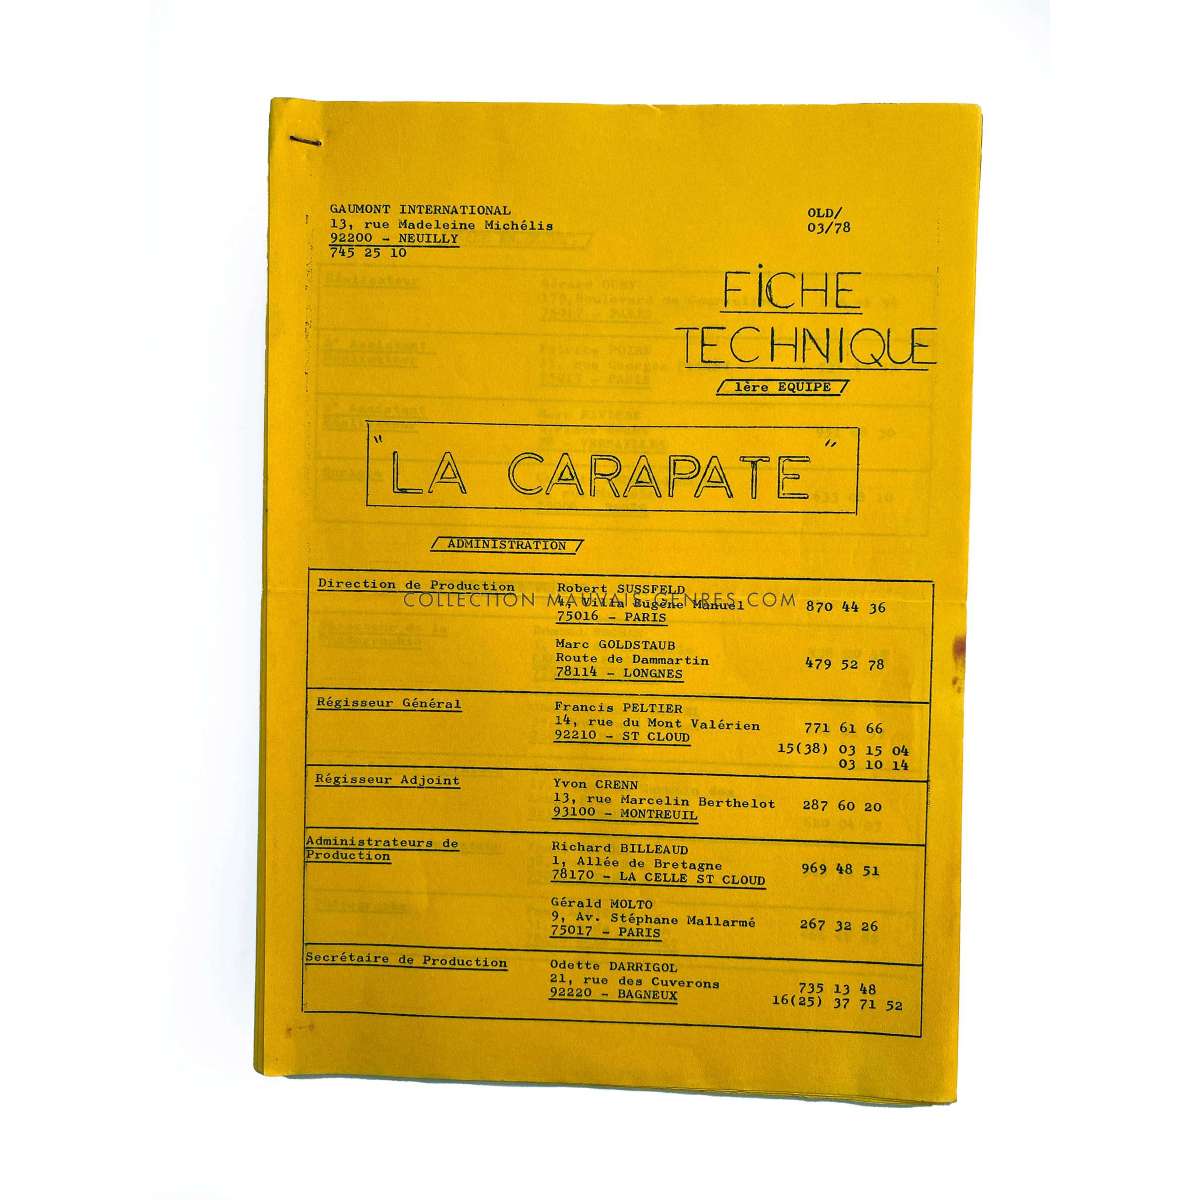 GAUMONT INTERNATIONAL
13, rue Madeleine Michélis
92200 - NEUILLY
745 25 10
OLD/
03/78
FiCHE
TECHNIQUE
1ère EQUIPE
"LA CARAPATE"
ADMINISTRATION
Direction de Production
Robert SUSSFELD
4, Villa Eugène Manuel 870 44 36
75016 - PARIS
COLLECTION MAUVAIS-GENRES.COM
Marc GOLDSTAUB
Route de Dammartin 479 52 78
78114 - LONGNES
Régisseur Général
Francis PELTIER
14, rue du Mont Valérien 771 61 66
92210 - ST CLOUD
15(38) 03 15 04
03 10 14
Régisseur Adjoint
Yvon CRENN
13, rue Marcelin Berthelot 287 60 20
93100 - MONTREUIL
Administrateurs de
Production
Richard BILLEAUD
1, Allée de Bretagne 969 48 51
78170 - LA CELLE ST CLOUD
Gérald MOLTO
9, Av. Stéphane Mallarmé 267 32 26
75017 - PARIS
Secrétaire de Production
Odette DARRIGOL
21, rue des Cuverons 735 13 48
92220 - BAGNEUX 16(25) 37 71 52